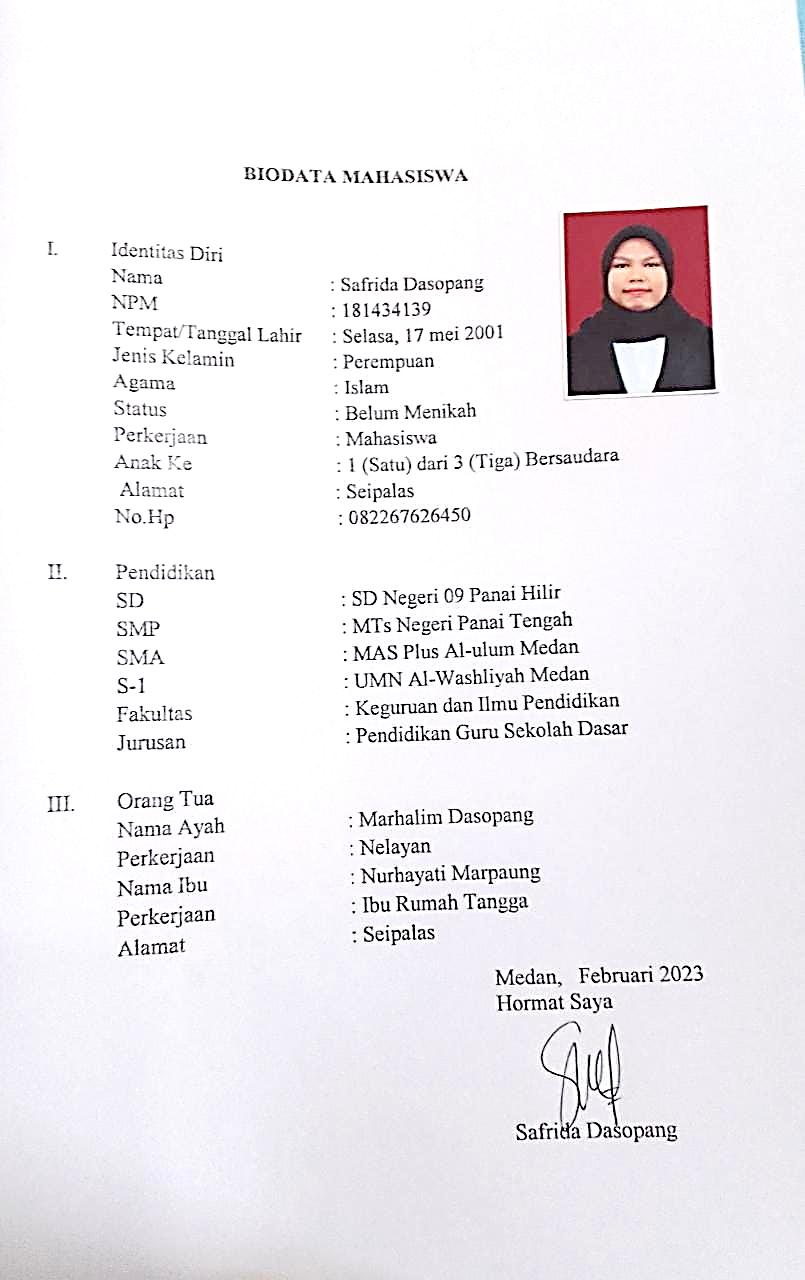 BIODATA MAHASISWA
I. Identitas Diri
Nama : Safrida Dasopang
NPM : 181434139
Tempat/Tanggal Lahir : Selasa, 17 mei 2001
Jenis Kelamin : Perempuan
Agama : Islam
Status : Belum Menikah
Perkerjaan : Mahasiswa
Anak Ke : 1 (Satu) dari 3 (Tiga) Bersaudara
Alamat : Seipalas
No.Hp : 082267626450
II. Pendidikan
SD : SD Negeri 09 Panai Hilir
SMP : MTs Negeri Panai Tengah
SMA : MAS Plus Al-ulum Medan
S-1 : UMN Al-Washliyah Medan
Fakultas : Keguruan dan Ilmu Pendidikan
Jurusan : Pendidikan Guru Sekolah Dasar
III. Orang Tua
Nama Ayah : Marhalim Dasopang
Perkerjaan : Nelayan
Nama Ibu : Nurhayati Marpaung
Perkerjaan : Ibu Rumah Tangga
Alamat : Seipalas
Medan, Februari 2023
Hormat Saya
Safrida Dasopang